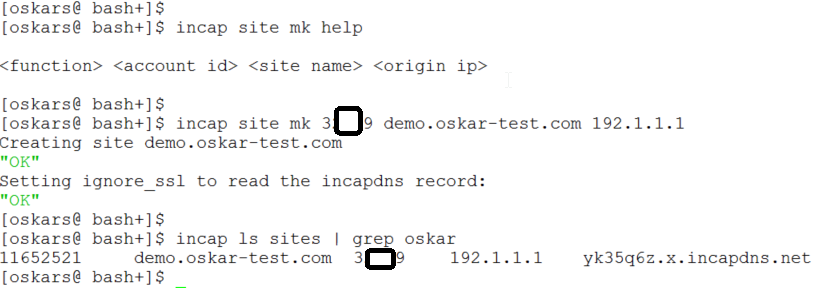 [oskars@ bash+]$
[oskars@ bash+]$ incap site mk help
<function> <account id> <site name> <origin ip>
[oskars@ bash+]$
[oskars@ bash+]$ incap site mk 3 9 demo.oskar-test.com 192.1.1.1
Creating site demo.oskar-test.com
"OK"
Setting ignore_ssl to read the incapdns record:
"OK"
[oskars@ bash+]$
[oskars@ bash+]$ incap ls sites | grep oskar
11652521 demo.oskar-test.com 3 9 192.1.1.1 yk35q6z.x.incapdns.net
[oskars@ bash+]$ _